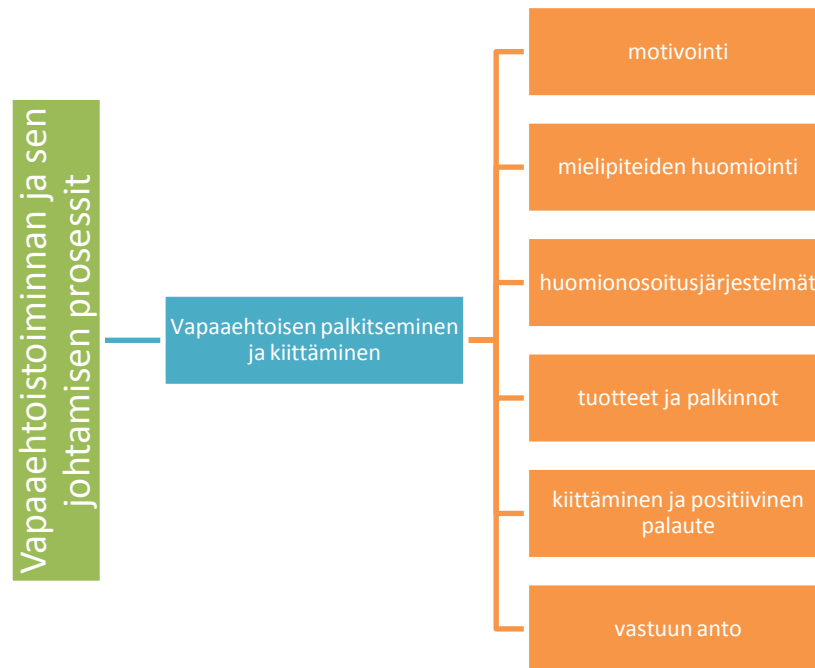 Vapaaehtoistoiminnan ja sen
johtamisen prosessit
Vapaaehtoisen palkitseminen
ja kiittäminen
motivointi
mielipiteiden huomiointi
huomionosoitusjärjestelmät
tuotteet ja palkinnot
kiittäminen ja positiivinen
palaute
vastuun anto